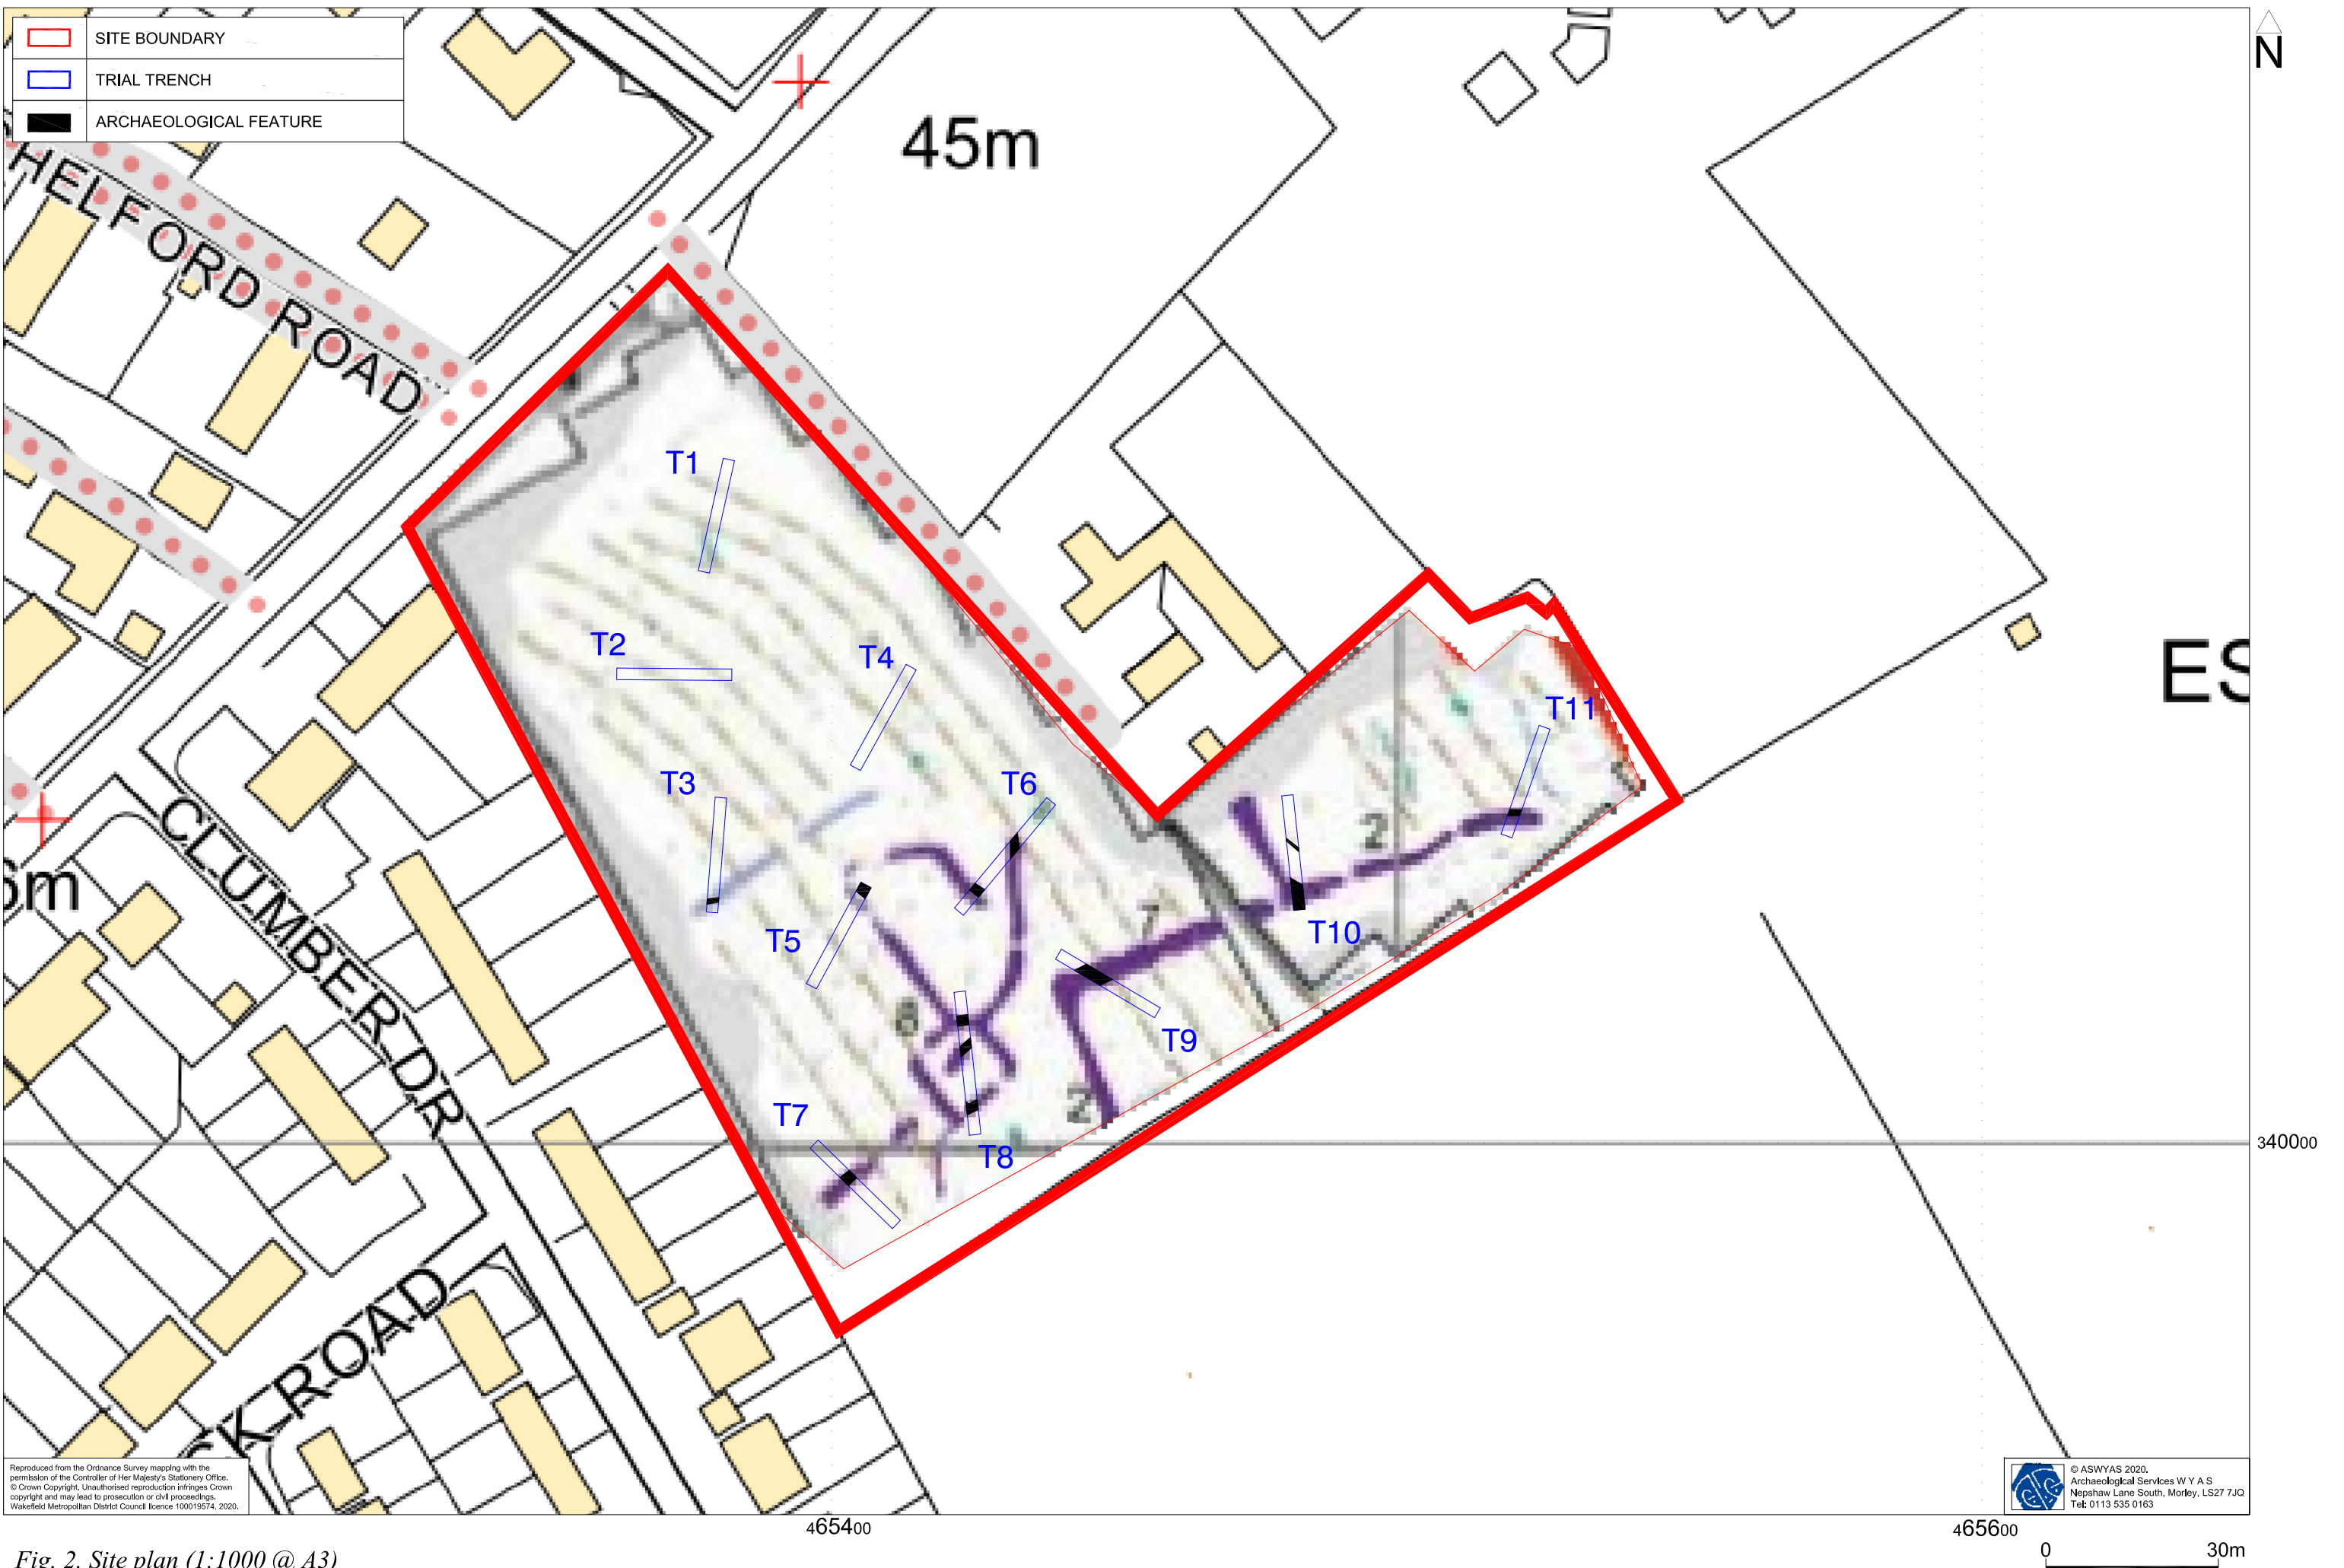 SITE BOUNDARY
TRIAL TRENCH
ARCHAEOLOGICAL FEATURE
N
45m
HELFORD ROAD
T1
T2
T4
ES
T11
T3
T6
CLUMBER DR
2
T5
7
T10
6
T9
2
T7
T8
340000
K ROAD
Reproduced from the Ordnance Survey mapping with the
permission of the Controller of Her Majesty's Stationery Office.
© Crown Copyright. Unauthorised reproduction infringes Crown
copyright and may lead to prosecution or civil proceedings.
Wakefield Metropolitan District Council licence 100019574, 2020.
© ASWYAS 2020.
Archaeological Services W Y A S
Nepshaw Lane South, Morley, LS27 7JQ
Tel: 0113 535 0163
465400
465600
Fig. 2. Site plan (1:1000 @ A3)
0 30m